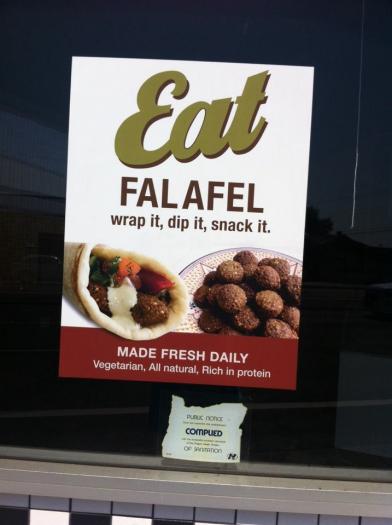 Eat
FALAFEL
wrap it, dip it, snack it.
MADE FRESH DAILY
Vegetarian, All natural, Rich in protein
PUBLIC NOTICE
COMPLIED
OF SANITATION